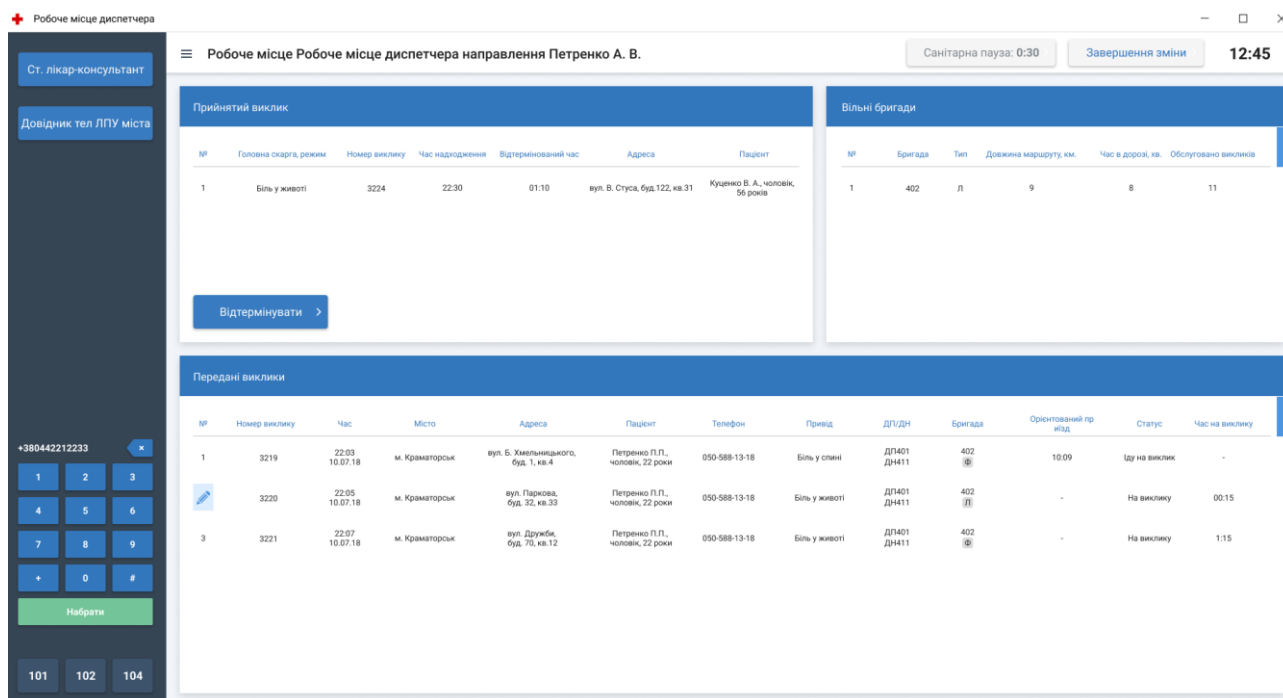 Робоче місце диспетчера
Ст. лікар-консультант
Довідник тел ЛПУ міста
Робоче місце Робоче місце диспетчера направлення Петренко А. В.
Санітарна пауза: 0:30
Завершення зміни
12:45
Прийнятий виклик
№ Головна скарга, режим Номер виклику Час надходження Відтермінований час Адреса Пацієнт
1 Біль у животі 3224 22:30 01:10 вул. В. Стуса, буд.122, кв.31 Куценко В. А., чоловік,
56 років
Відтермінувати >
Вільні бригади
№ Бригада Тип Довжина маршруту, км. Час в дорозі, хв. Обслуговано викликів
1 402 Л 9 8 11
Передані виклики
№ Номер виклику Час Місто Адреса Пацієнт Телефон Привід ДП/ДН Бригада Орієнтований пр
иїзд Статус Час на виклику
1 3219 22:03 м. Краматорськ вул. Б. Хмельницького, Петренко П.П., 050-588-13-18 Біль у спині ДП401 402 10:09 Іду на виклик -
10.07.18 буд. 1, кв.4 чоловік, 22 роки ДН411 Ф
3220 22:05 м. Краматорськ вул. Паркова, Петренко П.П., 050-588-13-18 Біль у животі ДП401 402 - На виклику 00:15
10.07.18 буд. 32, кв.33 чоловік, 22 роки ДН411 Л
3 3221 22:07 м. Краматорськ вул. Дружби, Петренко П.П., 050-588-13-18 Біль у животі ДП401 402 - На виклику 1:15
10.07.18 буд. 70, кв.12 чоловік, 22 роки ДН411 Ф
+380442212233 ×
1 2 3
4 5 6
7 8 9
+ 0 #
Набрати
101 102 104